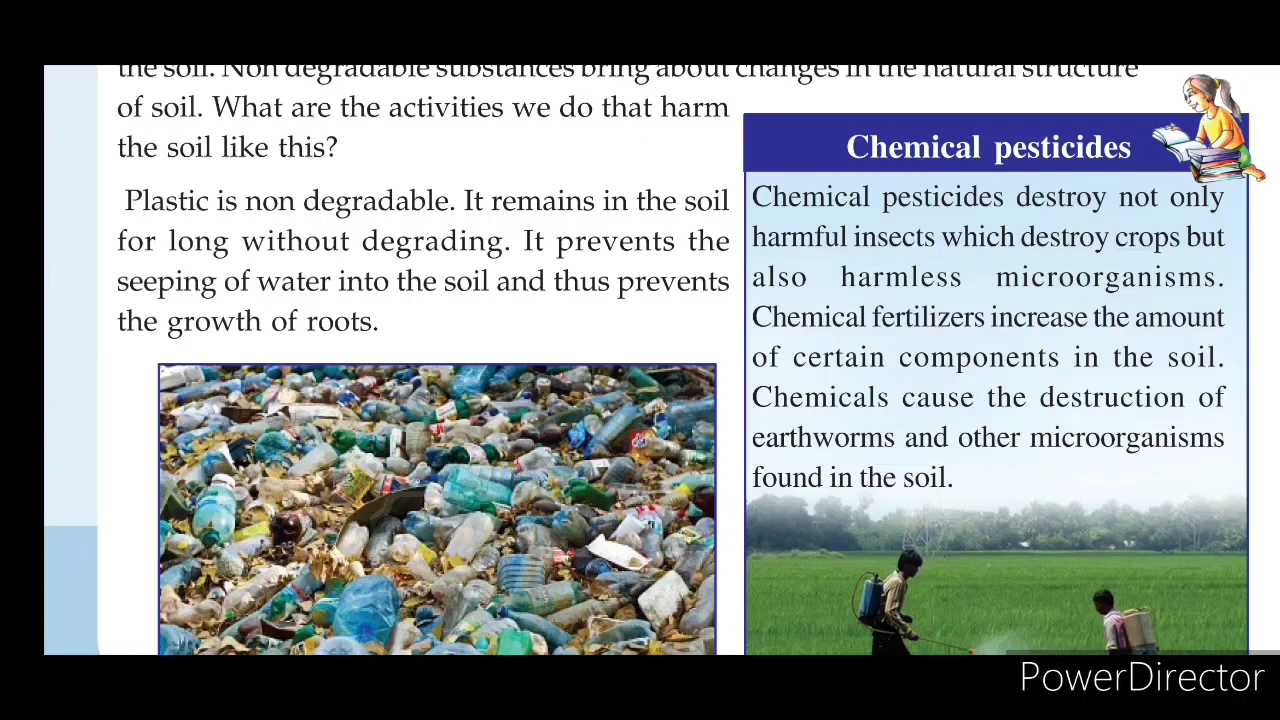 the soil. Non degradable substances bring about changes in the natural structure
of soil. What are the activities we do that harm
the soil like this?
Plastic is non degradable. It remains in the soil
for long without degrading. It prevents the
seeping of water into the soil and thus prevents
the growth of roots.
Chemical pesticides
Chemical pesticides destroy not only
harmful insects which destroy crops but
also harmless microorganisms.
Chemical fertilizers increase the amount
of certain components in the soil.
Chemicals cause the destruction of
earthworms and other microorganisms
found in the soil.
PowerDirector